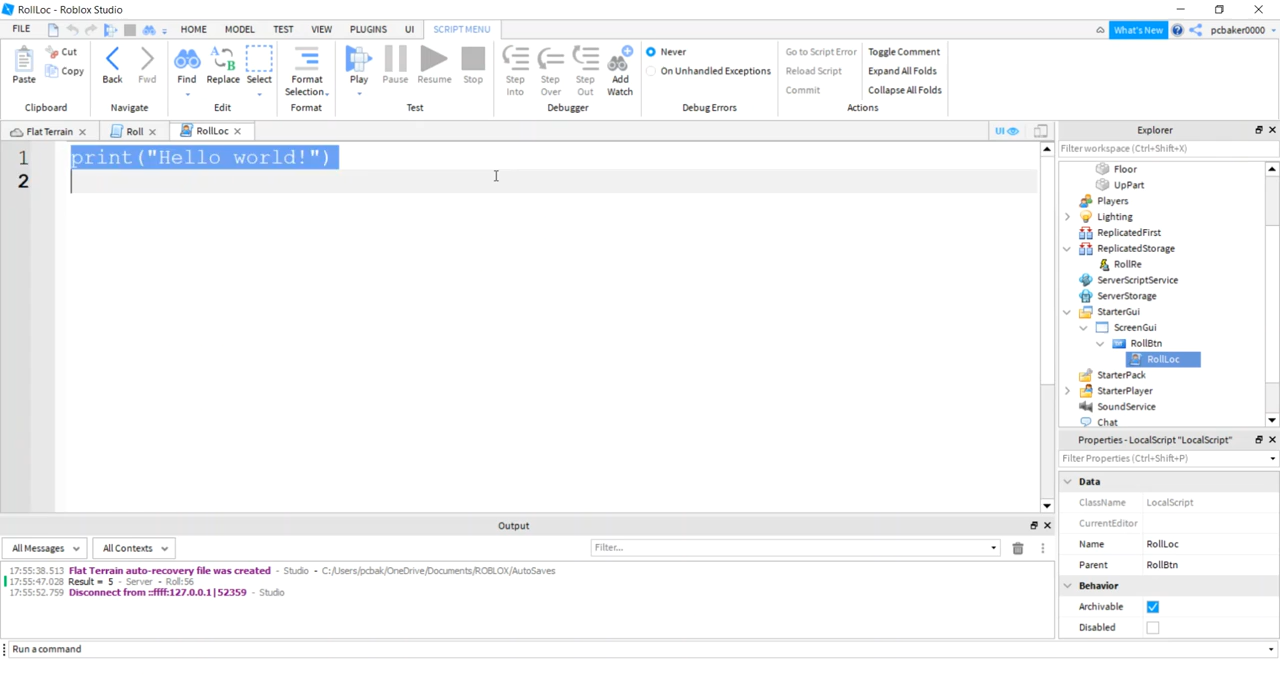 RollLoc - Roblox Studio
FILE HOME MODEL TEST VIEW PLUGINS UI SCRIPT MENU What's New pcbaker0000
Paste Cut Copy Back Fwd Find Replace Select Format Selection Play Pause Resume Stop Step Into Step Over Step Out Add Watch
Never
On Unhandled Exceptions
Go to Script Error
Reload Script
Commit
Toggle Comment
Expand All Folds
Collapse All Folds
Clipboard Navigate Edit Format Test Debugger Debug Errors Actions
Flat Terrain Roll RollLoc UI
1 print("Hello world!")
2
Explorer
Filter workspace (Ctrl+Shift+X)
Floor
UpPart
Players
Lighting
ReplicatedFirst
ReplicatedStorage
RollRe
ServerScriptService
ServerStorage
StarterGui
ScreenGui
RollBtn
RollLoc
StarterPack
StarterPlayer
SoundService
Chat
Properties - LocalScript "LocalScript"
Filter Properties (Ctrl+Shift+P)
Data
ClassName LocalScript
CurrentEditor
Name RollLoc
Parent RollBtn
Behavior
Archivable
Disabled
Output
All Messages All Contexts Filter...
17:55:38.513 Flat Terrain auto-recovery file was created - Studio - C:/Users/pcbak/OneDrive/Documents/ROBLOX/AutoSaves
17:55:47.028 Result = 5 - Server - Roll:56
17:55:52.759 Disconnect from ::ffff:127.0.0.1|52359 - Studio
Run a command